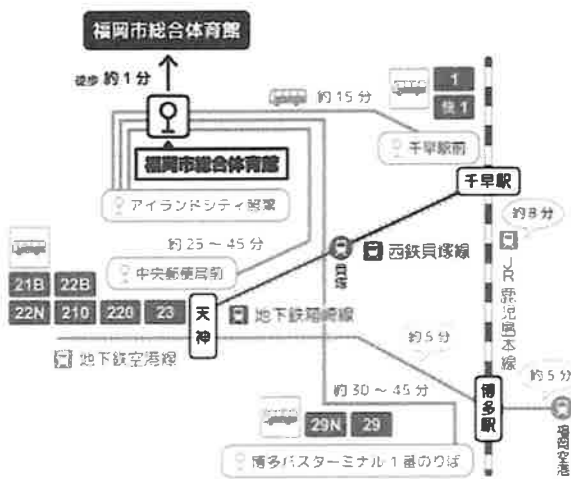 福岡市総合体育館
徒歩 約1分
約15分
1
快1
福岡市総合体育館
千早駅前
千早駅
アイランドシティ照葉
約8分
約25～45分
西鉄貝塚線
貝塚
JR鹿児島本線
中央郵便局前
21B 22B
22N 210 220 23
天神
地下鉄箱崎線
地下鉄空港線
約5分
約5分
約30～45分
博多駅
福岡空港
29N 29
博多バスターミナル1番のりば